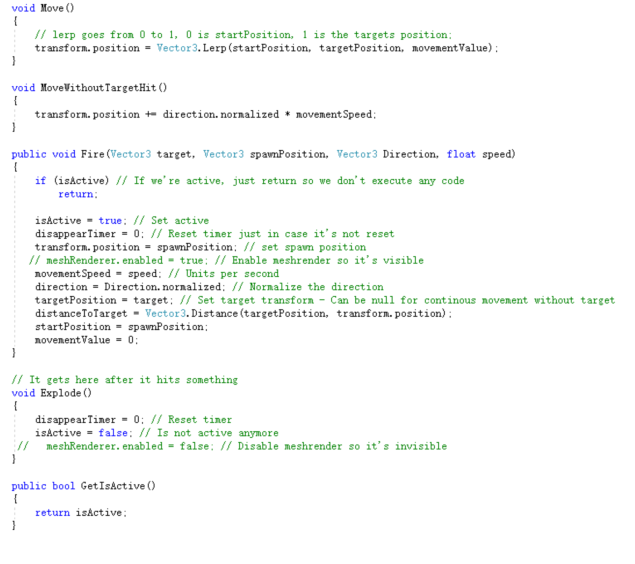 void Move()
{
    // lerp goes from 0 to 1, 0 is startPosition, 1 is the targets position;
    transform.position = Vector3.Lerp(startPosition, targetPosition, movementValue);
}

void MoveWithoutTargetHit()
{
    transform.position += direction.normalized * movementSpeed;
}

public void Fire(Vector3 target, Vector3 spawnPosition, Vector3 Direction, float speed)
{
    if (isActive) // If we're active, just return so we don't execute any code
        return;

    isActive = true; // Set active
    disappearTimer = 0; // Reset timer just in case it's not reset
    transform.position = spawnPosition; // set spawn position
   // meshRenderer.enabled = true; // Enable meshrender so it's visible
    movementSpeed = speed; // Units per second
    direction = Direction.normalized; // Normalize the direction
    targetPosition = target; // Set target transform - Can be null for continous movement without target
    distanceToTarget = Vector3.Distance(targetPosition, transform.position);
    startPosition = spawnPosition;
    movementValue = 0;
}

// It gets here after it hits something
void Explode()
{
    disappearTimer = 0; // Reset timer
    isActive = false; // Is not active anymore
 //   meshRenderer.enabled = false; // Disable meshrender so it's invisible
}

public bool GetIsActive()
{
    return isActive;
}